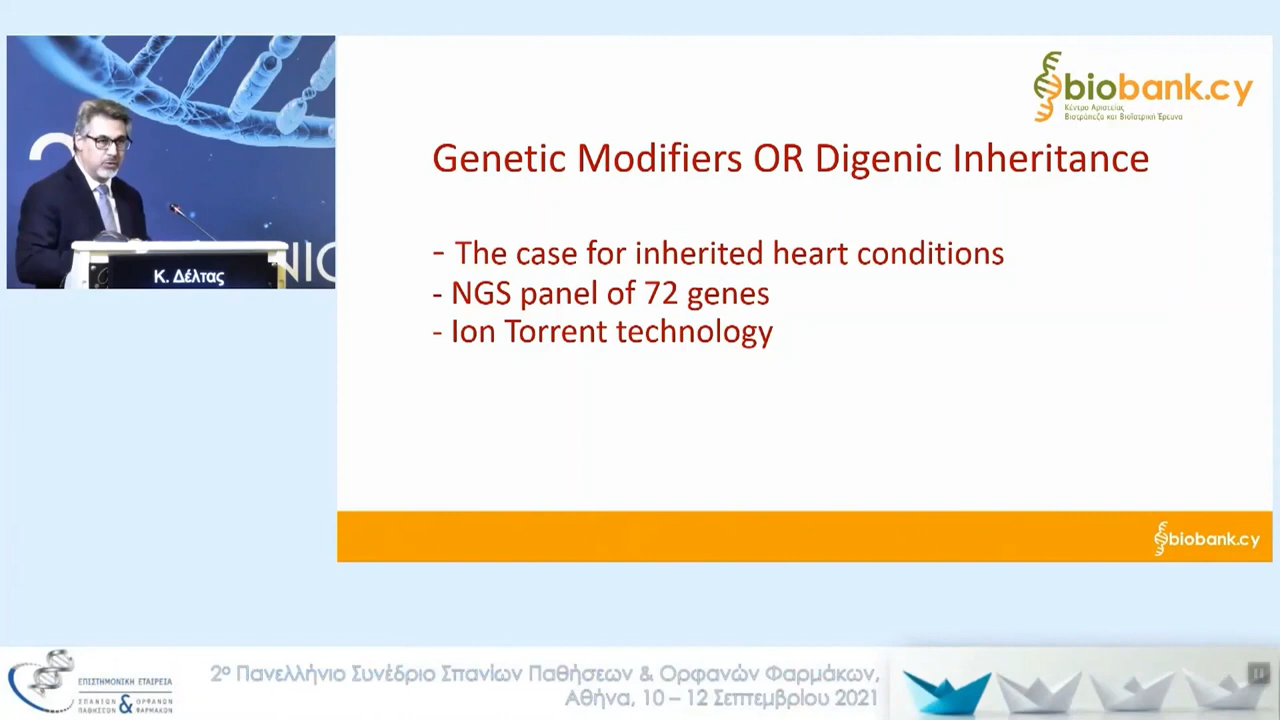 biobank.cy
Κέντρο Αριστείας
Βιοτράπεζα και Βιοϊατρική Έρευνα
Genetic Modifiers OR Digenic Inheritance
- The case for inherited heart conditions
- NGS panel of 72 genes
- Ion Torrent technology
Κ. Δέλτας
biobank.cy
ΕΠΙΣΤΗΜΟΝΙΚΗ ΕΤΑΙΡΕΙΑ
ΣΠΑΝΙΩΝ & ΟΡΦΑΝΩΝ
ΠΑΘΗΣΕΩΝ ΦΑΡΜΑΚΩΝ
2ο Πανελλήνιο Συνέδριο Σπανίων Παθήσεων & Ορφανών Φαρμάκων,
Αθήνα, 10 – 12 Σεπτεμβρίου 2021